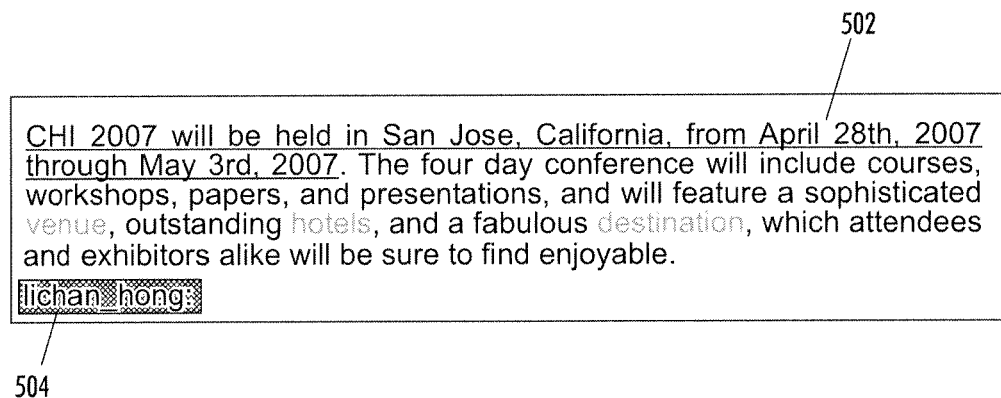 502
CHI 2007 will be held in San Jose, California, from April 28th, 2007
through May 3rd, 2007. The four day conference will include courses,
workshops, papers, and presentations, and will feature a sophisticated
venue, outstanding hotels, and a fabulous destination, which attendees
and exhibitors alike will be sure to find enjoyable.
lichan_hong:
504